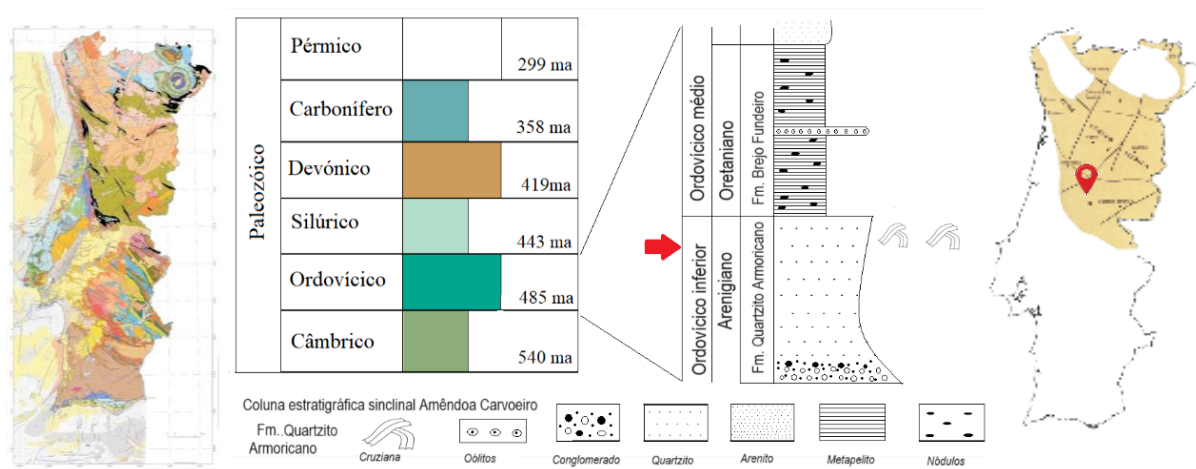 Paleozóico
Pérmico
299 ma
Carbonífero
358 ma
Devónico
419ma
Silúrico
443 ma
Ordovícico
485 ma
Câmbrico
540 ma
Ordovícico médio
Oretaniano
Fm. Brejo Fundeiro
Ordovícico inferior
Arenigiano
Fm. Quartzito Armoricano
Coluna estratigráfica sinclinal Amêndoa Carvoeiro
Fm..Quartzito
Armoricano
Cruziana
Oólitos
Conglomerado
Quartzito
Arenito
Metapelito
Nódulos